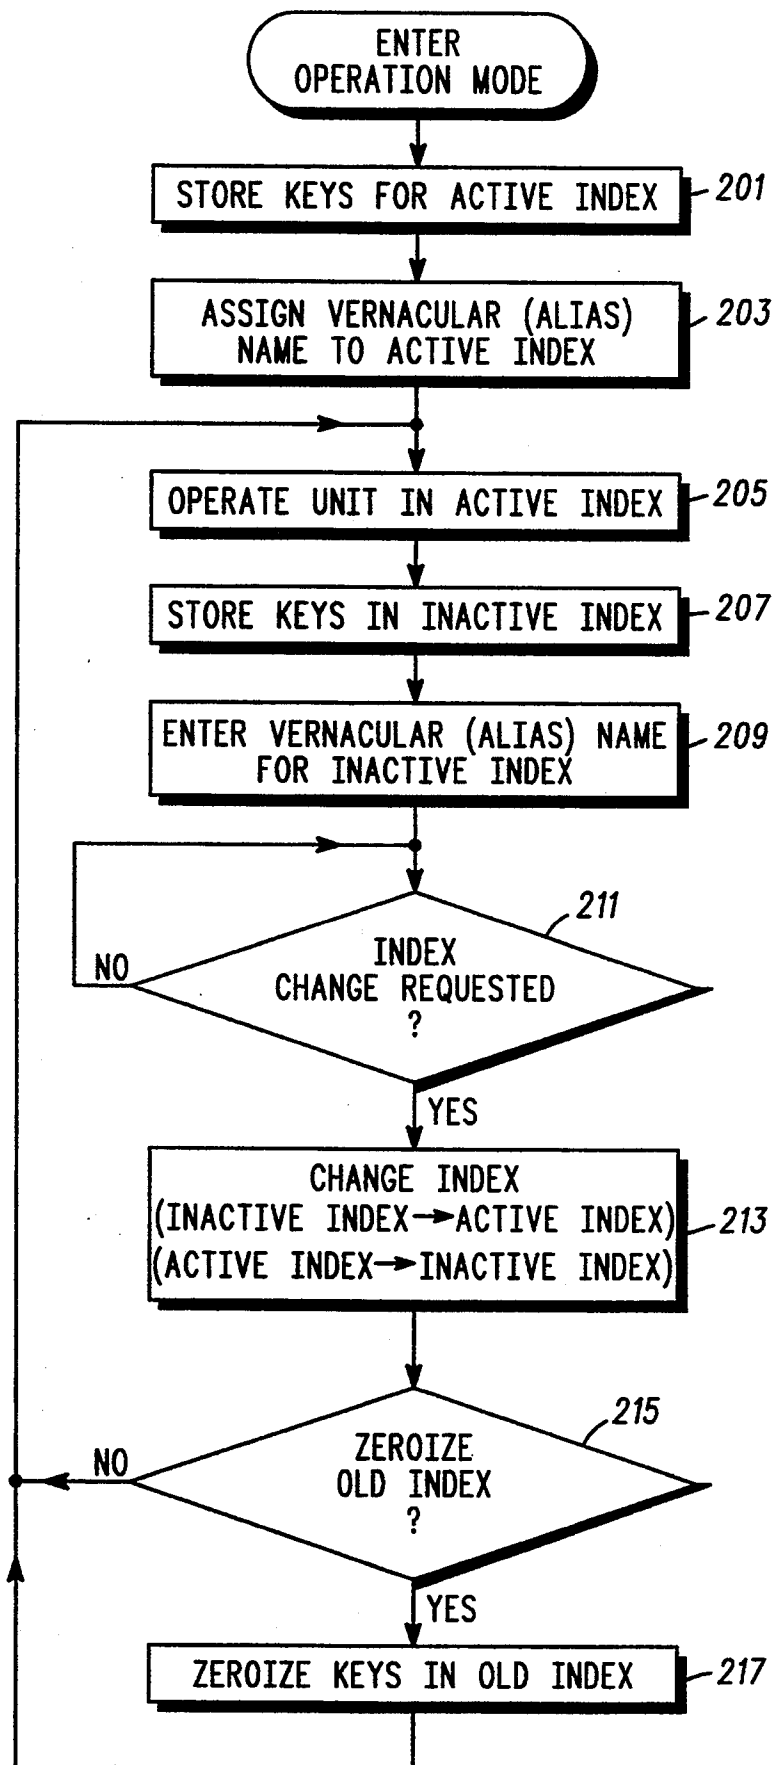 ENTER
OPERATION MODE
STORE KEYS FOR ACTIVE INDEX
201
ASSIGN VERNACULAR (ALIAS)
NAME TO ACTIVE INDEX
203
OPERATE UNIT IN ACTIVE INDEX
205
STORE KEYS IN INACTIVE INDEX
207
ENTER VERNACULAR (ALIAS) NAME
FOR INACTIVE INDEX
209
211
INDEX
CHANGE REQUESTED
?
NO
YES
CHANGE INDEX
(INACTIVE INDEX→ACTIVE INDEX)
(ACTIVE INDEX→INACTIVE INDEX)
213
215
ZEROIZE
OLD INDEX
?
NO
YES
ZEROIZE KEYS IN OLD INDEX
217